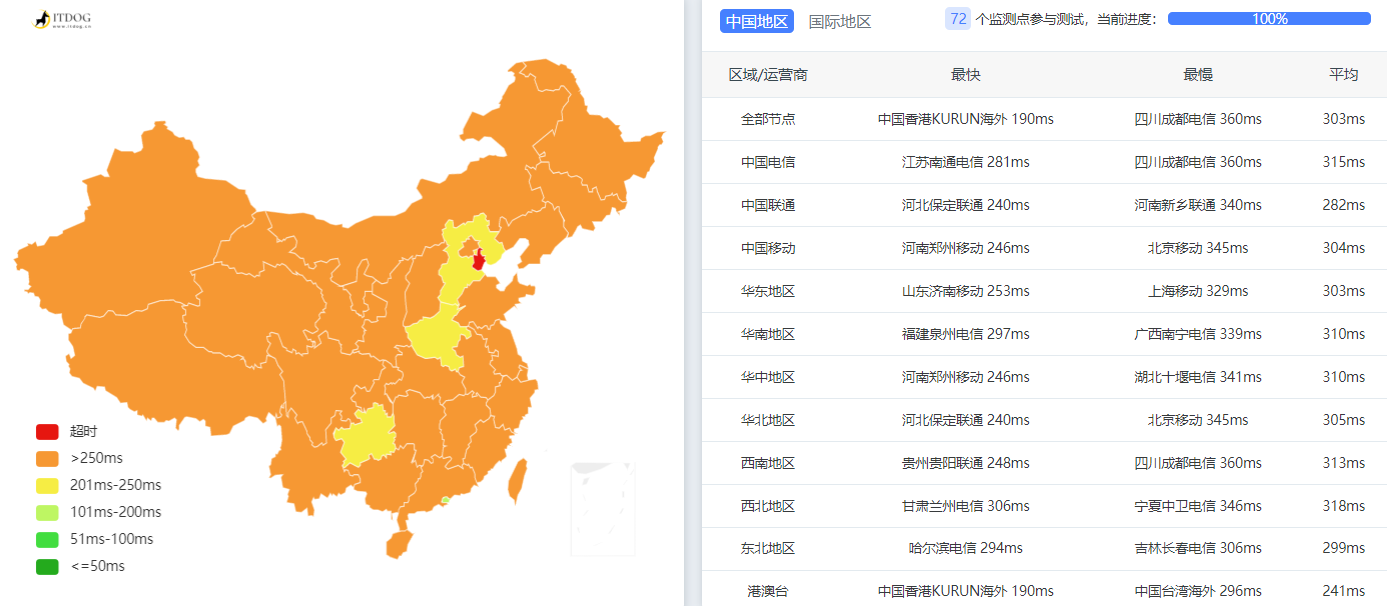 ITDOG
www.itdog.cn
超时
>250ms
201ms-250ms
101ms-200ms
51ms-100ms
<=50ms
中国地区 国际地区 72 个监测点参与测试，当前进度： 100%
区域/运营商 最快 最慢 平均
全部节点 中国香港KURUN海外 190ms 四川成都电信 360ms 303ms
中国电信 江苏南通电信 281ms 四川成都电信 360ms 315ms
中国联通 河北保定联通 240ms 河南新乡联通 340ms 282ms
中国移动 河南郑州移动 246ms 北京移动 345ms 304ms
华东地区 山东济南移动 253ms 上海移动 329ms 303ms
华南地区 福建泉州电信 297ms 广西南宁电信 339ms 310ms
华中地区 河南郑州移动 246ms 湖北十堰电信 341ms 310ms
华北地区 河北保定联通 240ms 北京移动 345ms 305ms
西南地区 贵州贵阳联通 248ms 四川成都电信 360ms 313ms
西北地区 甘肃兰州电信 306ms 宁夏中卫电信 346ms 318ms
东北地区 哈尔滨电信 294ms 吉林长春电信 306ms 299ms
港澳台 中国香港KURUN海外 190ms 中国台湾海外 296ms 241ms